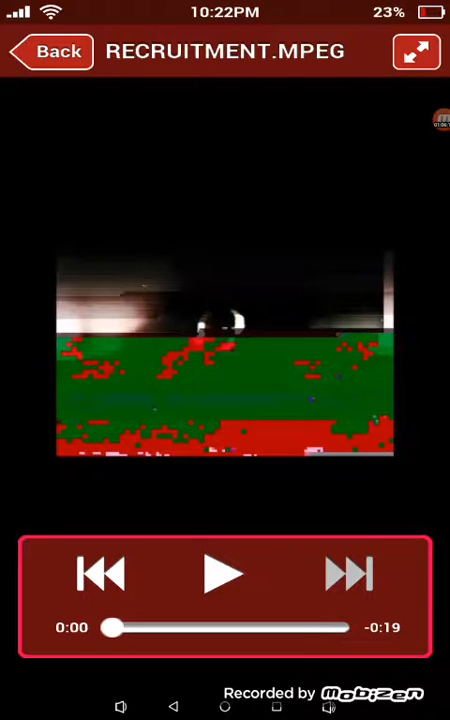 10:22PM
23%
Back
RECRUITMENT.MPEG
0:00
-0:19
Recorded by mobizen